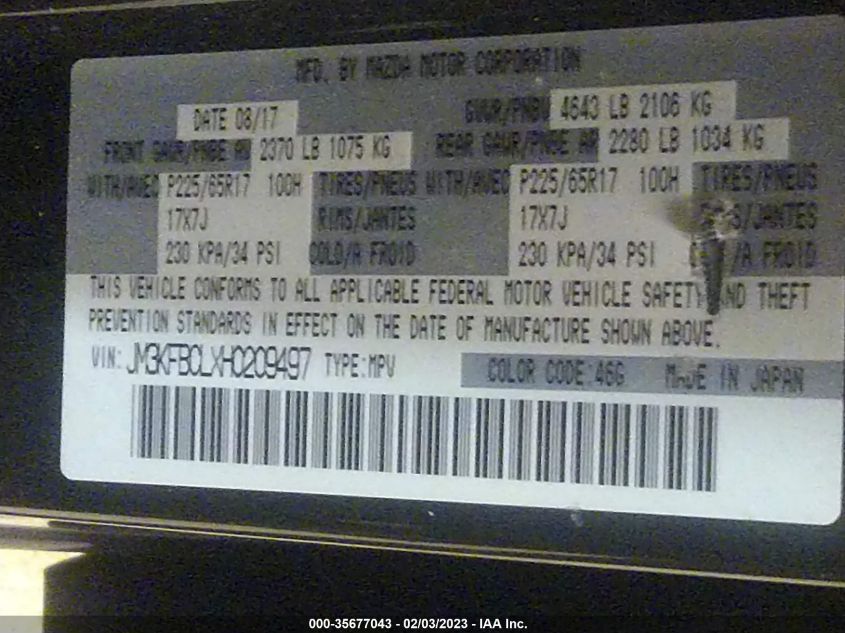 MFD. BY MAZDA MOTOR CORPORATION
DATE 08/17 GVWR/PNBV 4643 LB 2106 KG
FRONT GAWR/PNBE AV 2370 LB 1075 KG REAR GAWR/PNBE AR 2280 LB 1034 KG
WITH/AVEC P225/65R17 100H TIRES/PNEUS WITH/AVEC P225/65R17 100H TIRES/PNEUS
17X7J RIMS/JANTES 17X7J RIMS/JANTES
230 KPA/34 PSI COLD/A FROID 230 KPA/34 PSI /A FROID
THIS VEHICLE CONFORMS TO ALL APPLICABLE FEDERAL MOTOR VEHICLE SAFETY AND THEFT
PREVENTION STANDARDS IN EFFECT ON THE DATE OF MANUFACTURE SHOWN ABOVE.
VIN: JM3KFBCLXH0209497 TYPE:MPV COLOR CODE:46G MADE IN JAPAN
000-35677043 - 02/03/2023 - IAA Inc.